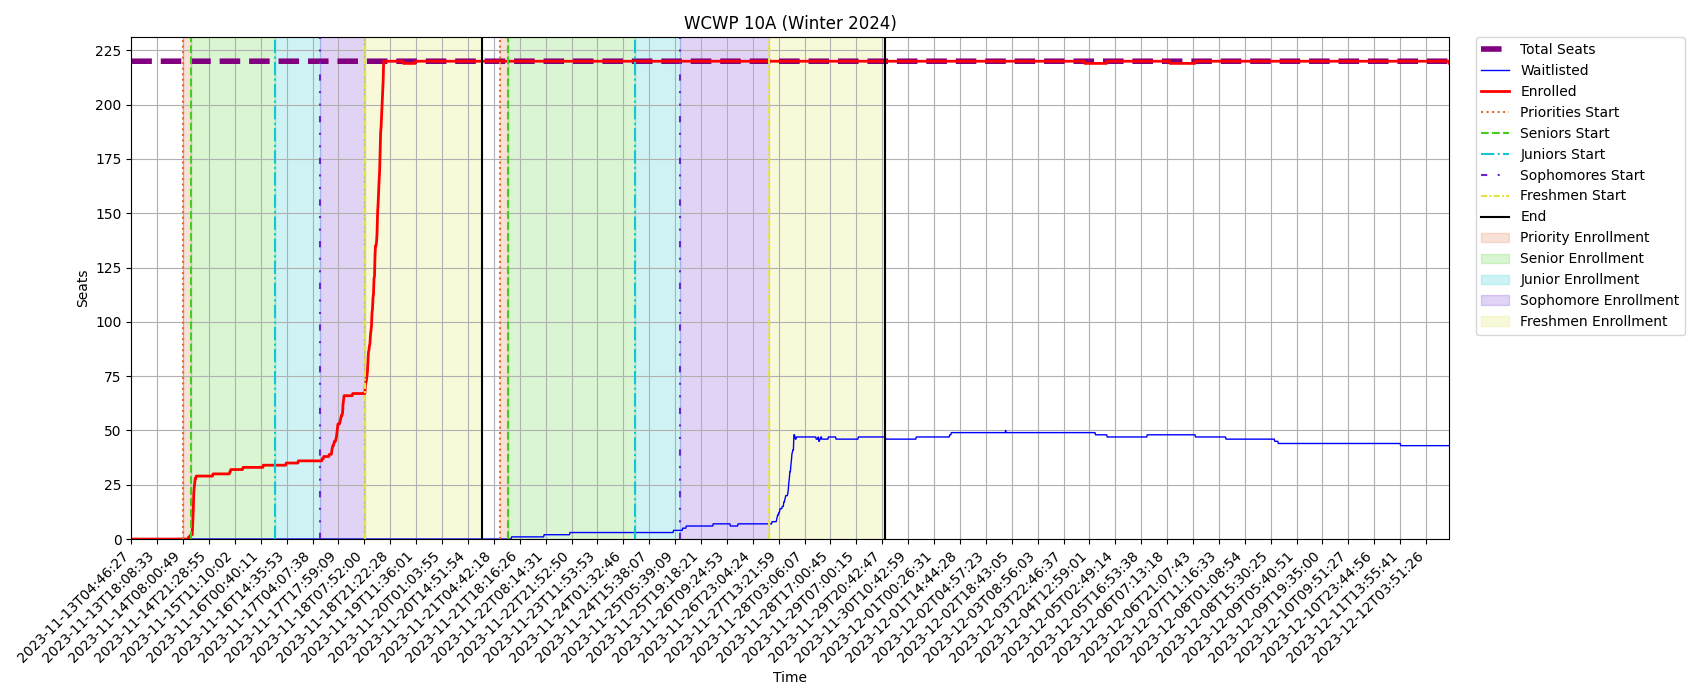 WCWP 10A (Winter 2024)
Seats
225
200
175
150
125
100
75
50
25
0
2023-11-13T04:46:27
2023-11-13T18:08:33
2023-11-14T08:00:49
2023-11-14T21:28:55
2023-11-15T11:10:02
2023-11-16T00:40:11
2023-11-16T14:35:53
2023-11-17T04:07:38
2023-11-17T17:59:09
2023-11-18T07:52:00
2023-11-18T21:22:28
2023-11-19T11:36:01
2023-11-20T01:03:55
2023-11-20T14:51:54
2023-11-21T04:42:18
2023-11-21T18:16:26
2023-11-22T08:14:31
2023-11-22T21:52:50
2023-11-23T11:53:53
2023-11-24T01:32:46
2023-11-24T15:38:07
2023-11-25T05:39:09
2023-11-25T19:18:21
2023-11-26T09:24:53
2023-11-26T23:04:24
2023-11-27T13:21:59
2023-11-28T03:06:07
2023-11-28T17:00:45
2023-11-29T07:00:15
2023-11-29T20:42:47
2023-11-30T10:42:59
2023-12-01T00:26:31
2023-12-01T14:44:28
2023-12-02T04:57:23
2023-12-02T18:43:05
2023-12-03T08:56:03
2023-12-03T22:46:37
2023-12-04T12:59:01
2023-12-05T02:49:14
2023-12-05T16:53:38
2023-12-06T07:13:18
2023-12-06T21:07:43
2023-12-07T11:16:33
2023-12-08T01:08:54
2023-12-08T15:30:25
2023-12-09T05:40:51
2023-12-09T19:35:00
2023-12-10T09:51:27
2023-12-10T23:44:56
2023-12-11T13:55:41
2023-12-12T03:51:26
Time
Total Seats
Waitlisted
Enrolled
Priorities Start
Seniors Start
Juniors Start
Sophomores Start
Freshmen Start
End
Priority Enrollment
Senior Enrollment
Junior Enrollment
Sophomore Enrollment
Freshmen Enrollment